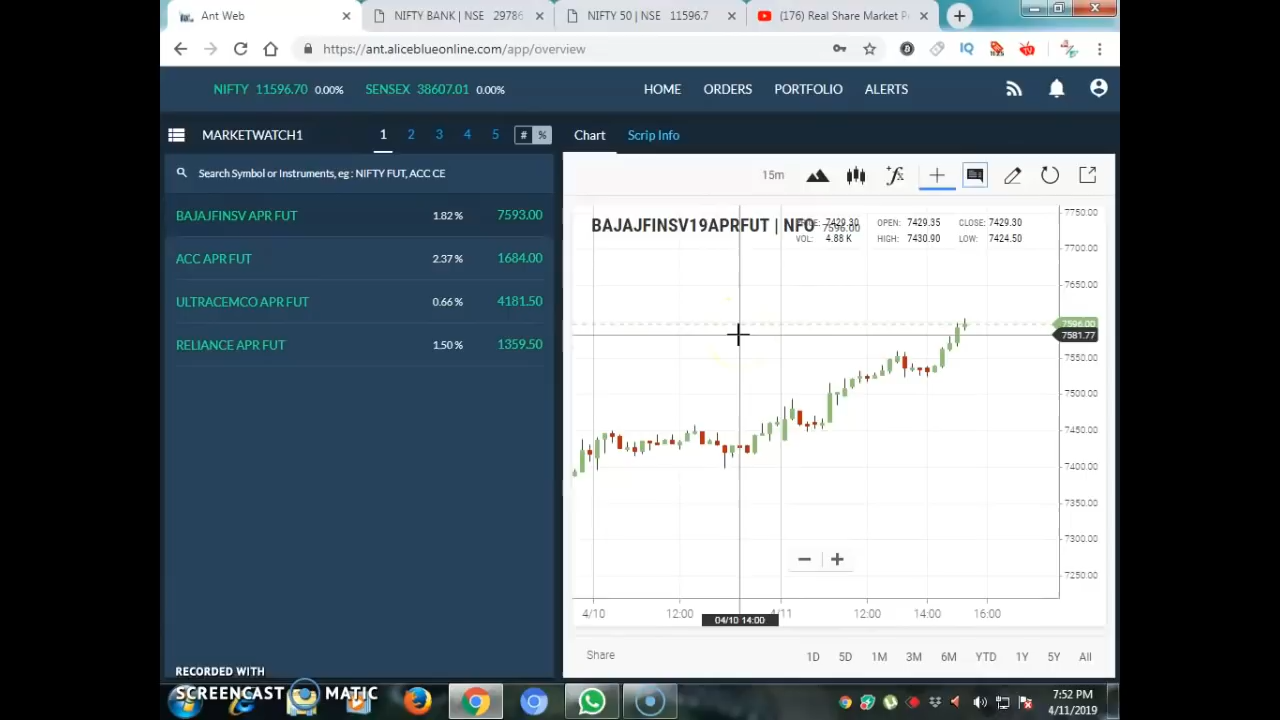 Ant Web
NIFTY BANK | NSE 29786
NIFTY 50 | NSE 11596.7
(176) Real Share Market P
https://ant.aliceblueonline.com/app/overview
NIFTY 11596.70 0.00% SENSEX 38607.01 0.00%
HOME ORDERS PORTFOLIO ALERTS
MARKETWATCH1 1 2 3 4 5 # %
Chart Scrip Info
Search Symbol or Instruments, eg : NIFTY FUT, ACC CE
15m
BAJAJFINSV APR FUT 1.82 % 7593.00
ACC APR FUT 2.37 % 1684.00
ULTRACEMCO APR FUT 0.66 % 4181.50
RELIANCE APR FUT 1.50 % 1359.50
BAJAJFINSV19APRFUT | NFO 7596.00
7429.30 OPEN: 7429.35 CLOSE: 7429.30
VOL: 4.88 K HIGH: 7430.90 LOW: 7424.50
7750.00
7700.00
7650.00
7596.00
7581.77
7550.00
7500.00
7450.00
7400.00
7350.00
7300.00
7250.00
4/10 12:00 4/11 12:00 14:00 16:00
04/10 14:00
Share 1D 5D 1M 3M 6M YTD 1Y 5Y All
RECORDED WITH
SCREENCAST MATIC
7:52 PM
4/11/2019